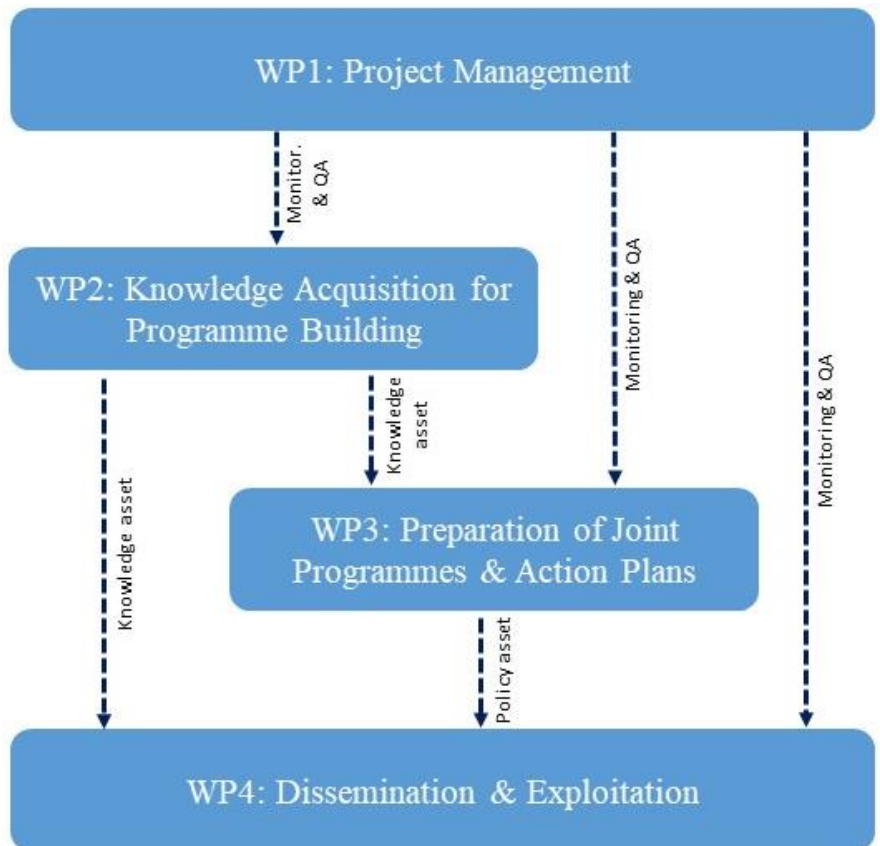 WP1: Project Management
Monitor.
& QA
WP2: Knowledge Acquisition for
Programme Building
Monitoring & QA
Monitoring & QA
Knowledge
asset
Knowledge asset
WP3: Preparation of Joint
Programmes & Action Plans
Policy asset
WP4: Dissemination & Exploitation